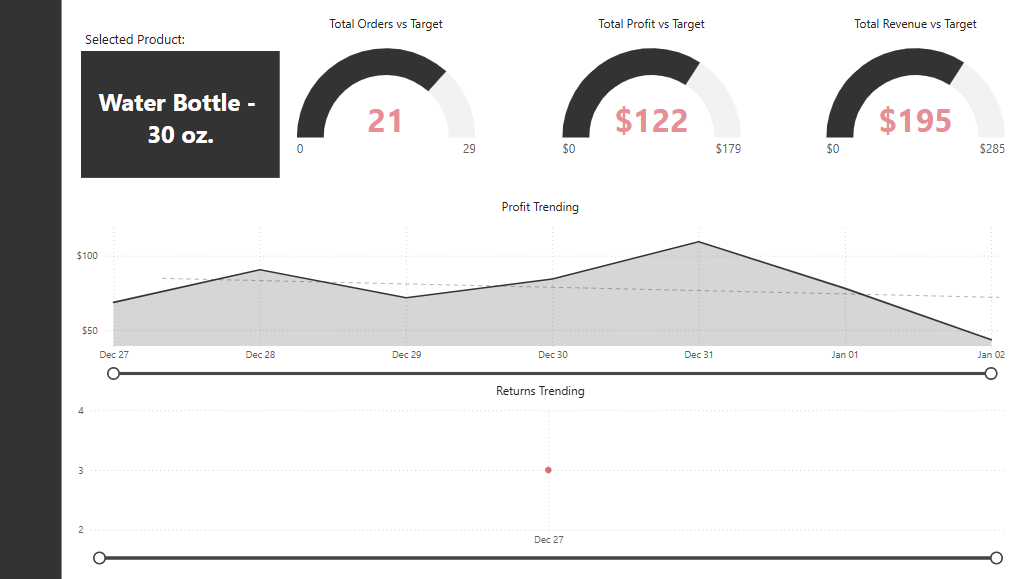 Selected Product:
Water Bottle -
30 oz.
Total Orders vs Target
21
0
29
Total Profit vs Target
$122
$0
$179
Total Revenue vs Target
$195
$0
$285
Profit Trending
$100
$50
Dec 27
Dec 28
Dec 29
Dec 30
Dec 31
Jan 01
Jan 02
Returns Trending
4
3
2
Dec 27